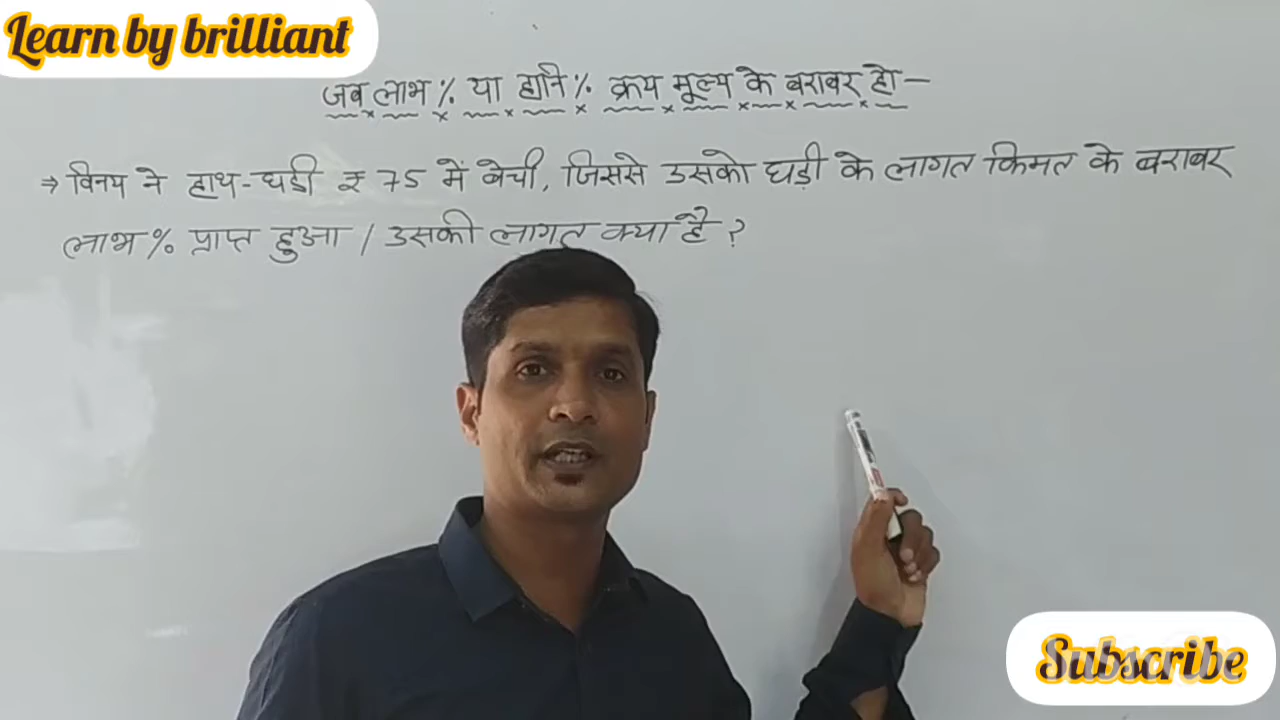 Learn by brilliant
जब लाभ % या हानि % क्रय मूल्य के बराबर हो –
⇒ विनय ने हाथ-घड़ी ₹ 75 में बेची, जिससे उसको घड़ी के लागत किमत के बराबर
लाभ % प्राप्त हुआ / उसकी लागत क्या है ?
Subscribe